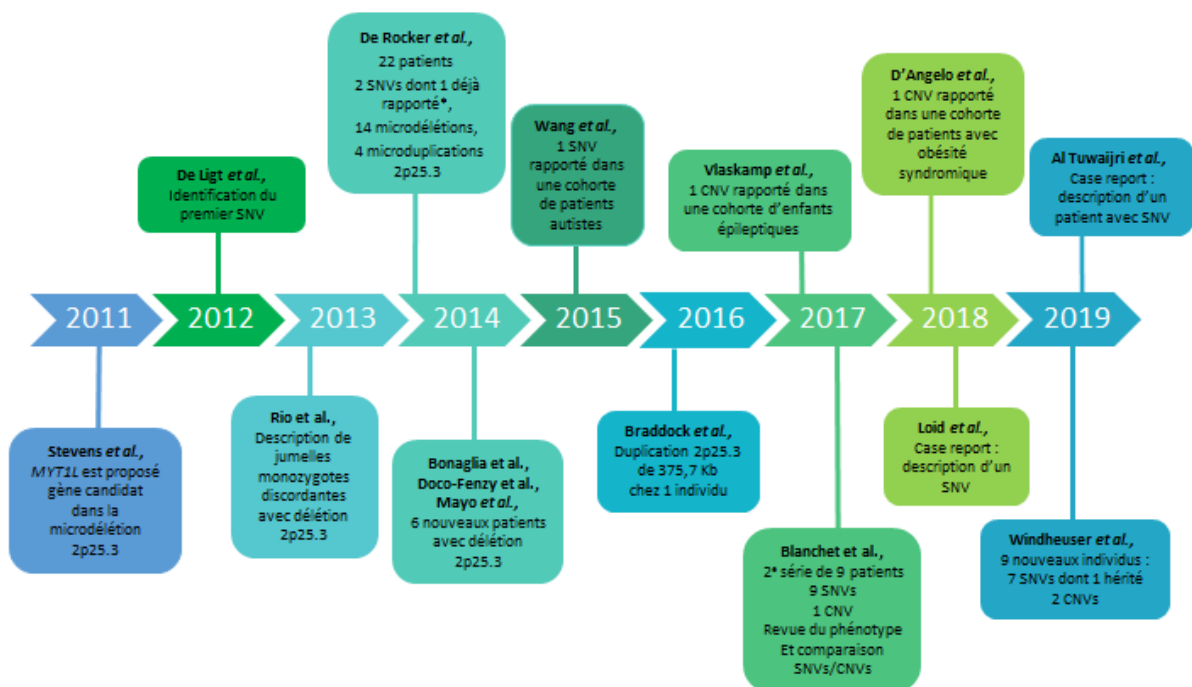 De Rocker et al.,
22 patients
2 SNVs dont 1 déjà
rapporté*,
14 microdélétions,
4 microduplications
2p25.3
D'Angelo et al.,
1 CNV rapporté
dans une cohorte
de patients avec
obésité
syndromique
Wang et al.,
1 SNV
rapporté dans
une cohorte
de patients
autistes
De Ligt et al.,
Identification du
premier SNV
Vlaskamp et al.,
1 CNV rapporté dans
une cohorte d'enfants
épileptiques
Al Tuwaijri et al.,
Case report :
description d'un
patient avec SNV
2011
2012
2013
2014
2015
2016
2017
2018
2019
Stevens et al.,
MYT1L est proposé
gène candidat
dans la
microdélétion
2p25.3
Rio et al.,
Description de
jumelles
monozygotes
discordantes
avec délétion
2p25.3
Bonaglia et al.,
Doco-Fenzy et al.,
Mayo et al.,
6 nouveaux patients
avec délétion
2p25.3
Braddock et al.,
Duplication 2p25.3
de 375,7 Kb
chez 1 individu
Blanchet et al.,
2e série de 9 patients
9 SNVs
1 CNV
Revue du phénotype
Et comparaison
SNVs/CNVs
Loid et al.,
Case report :
description d'un
SNV
Windheuser et al.,
9 nouveaux individus :
7 SNVs dont 1 hérité
2 CNVs